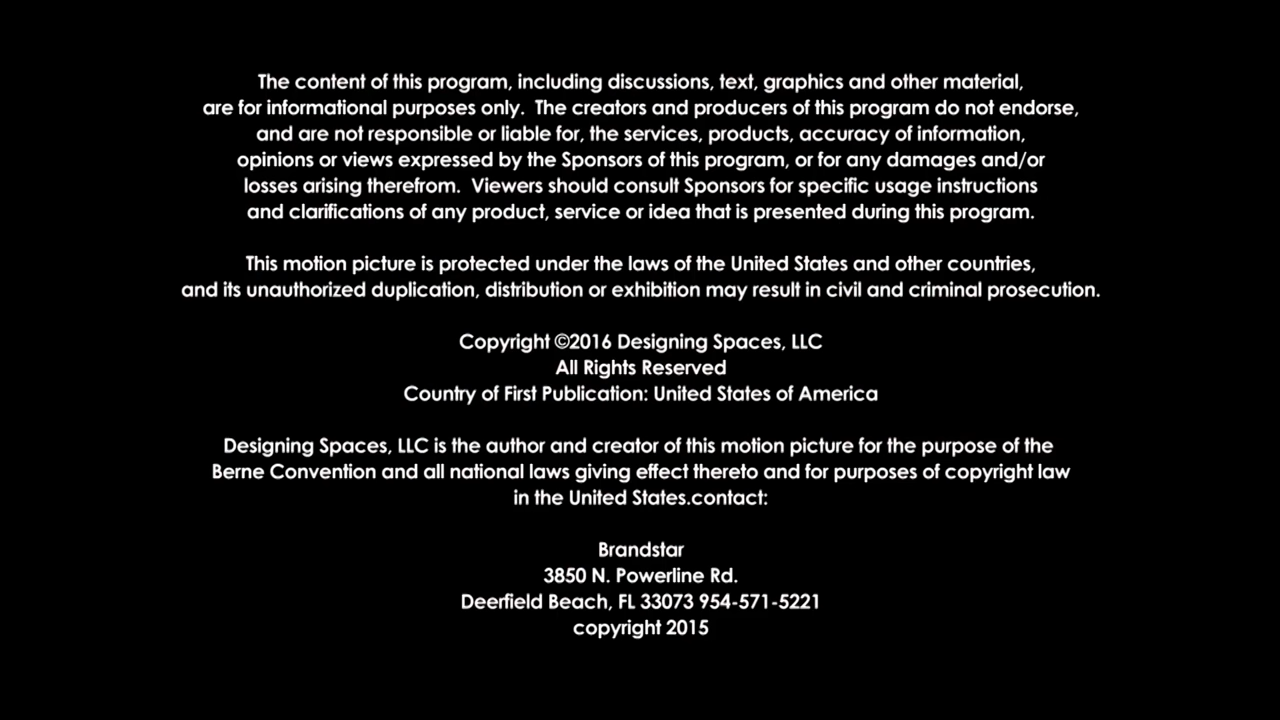 The content of this program, including discussions, text, graphics and other material,
are for informational purposes only.  The creators and producers of this program do not endorse,
and are not responsible or liable for, the services, products, accuracy of information,
opinions or views expressed by the Sponsors of this program, or for any damages and/or
losses arising therefrom.  Viewers should consult Sponsors for specific usage instructions
and clarifications of any product, service or idea that is presented during this program.
This motion picture is protected under the laws of the United States and other countries,
and its unauthorized duplication, distribution or exhibition may result in civil and criminal prosecution.
Copyright ©2016 Designing Spaces, LLC
All Rights Reserved
Country of First Publication: United States of America
Designing Spaces, LLC is the author and creator of this motion picture for the purpose of the
Berne Convention and all national laws giving effect thereto and for purposes of copyright law
in the United States.contact:
Brandstar
3850 N. Powerline Rd.
Deerfield Beach, FL 33073 954-571-5221
copyright 2015